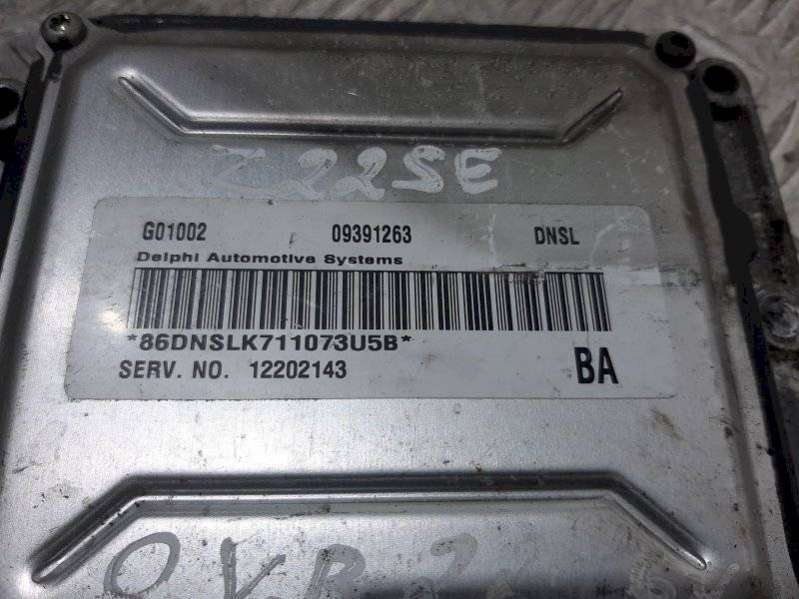 Z22SE
G01002 09391263 DNSL
Delphi Automotive Systems
*86DNSLK711073U5B*
SERV. NO. 12202143 BA